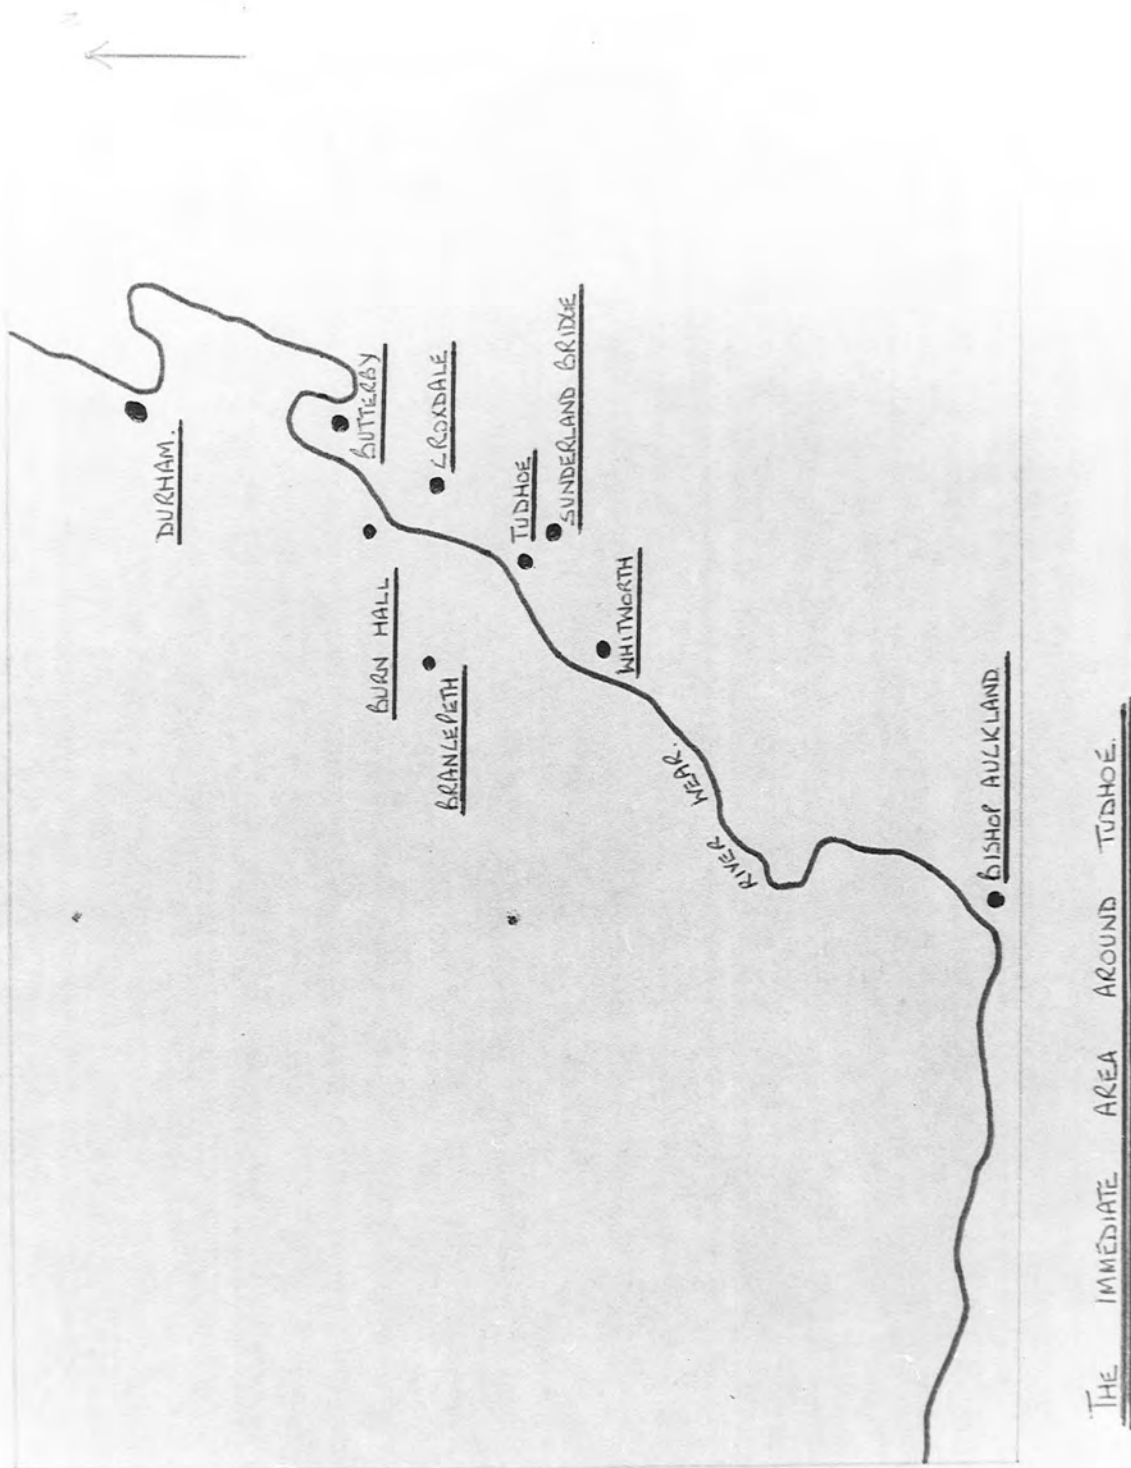 DURHAM.
BUTTERBY
BURN HALL
CROXDALE
BRANCEPETH
TUDHOE
SUNDERLAND BRIDGE
WHITWORTH
RIVER WEAR.
BISHOP AUCKLAND
THE IMMEDIATE AREA AROUND TUDHOE.